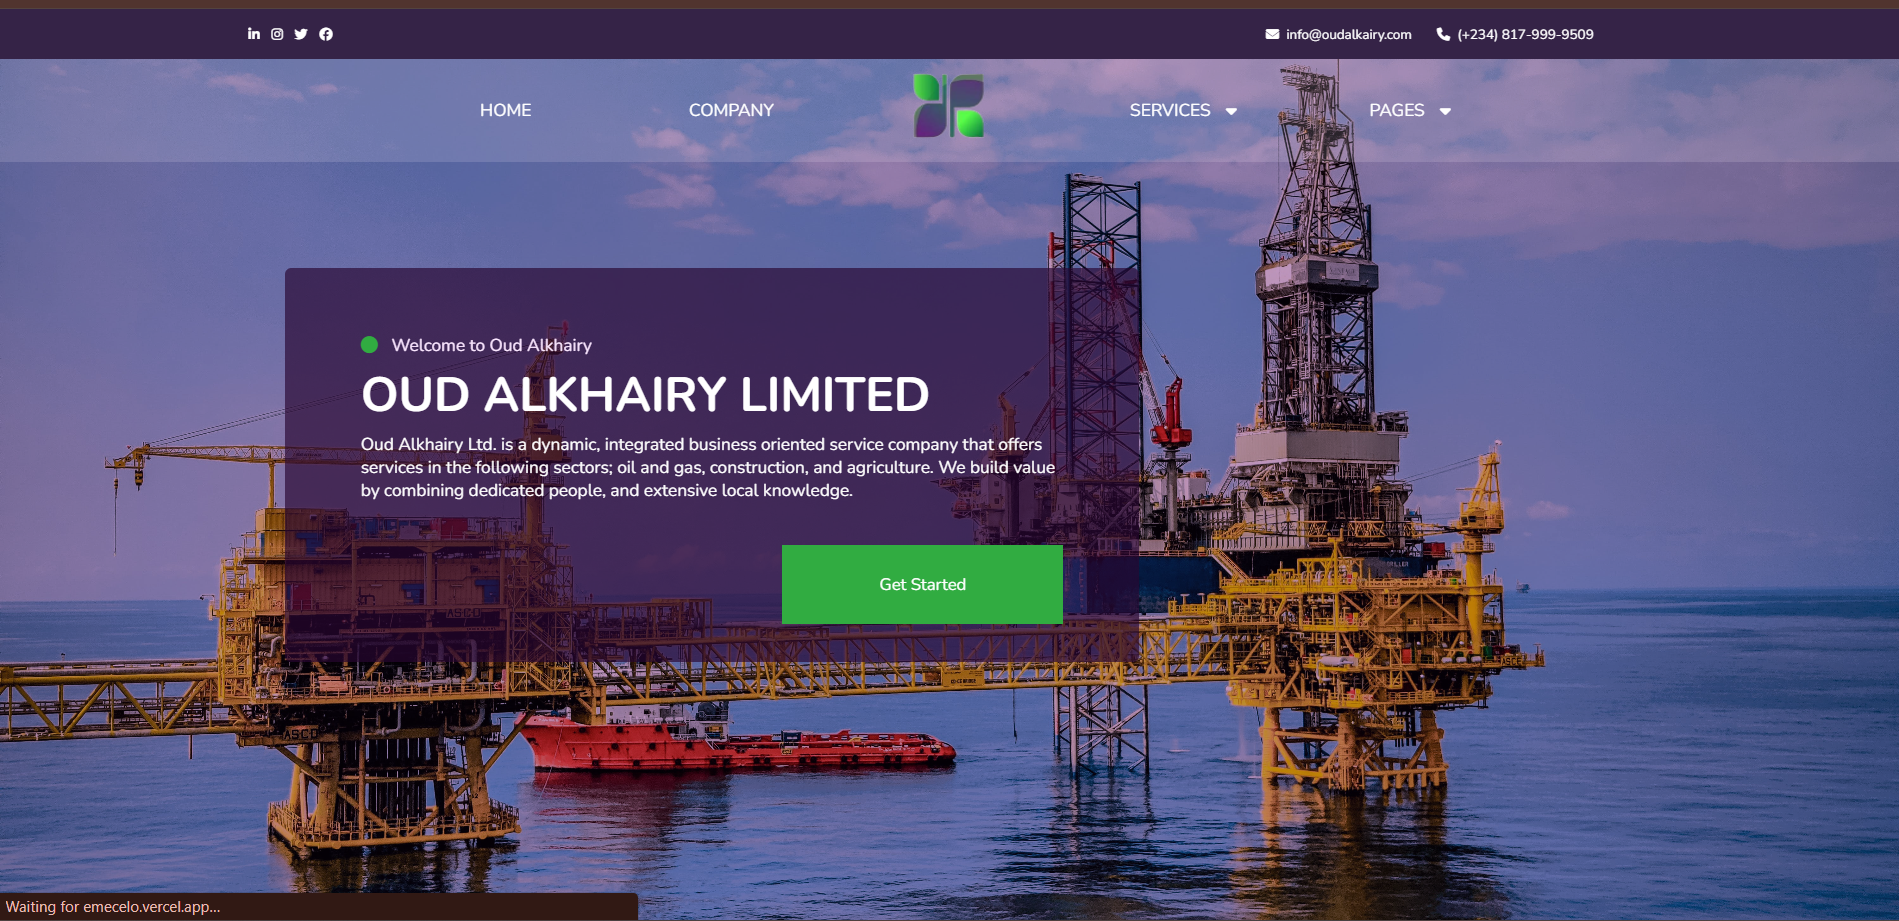 info@oudalkairy.com (+234) 817-999-9509
HOME COMPANY SERVICES PAGES
Welcome to Oud Alkhairy
OUD ALKHAIRY LIMITED
Oud Alkhairy Ltd. is a dynamic, integrated business oriented service company that offers
services in the following sectors; oil and gas, construction, and agriculture. We build value
by combining dedicated people, and extensive local knowledge.
Get Started
ASCO
ASCO
Waiting for emecelo.vercel.app...